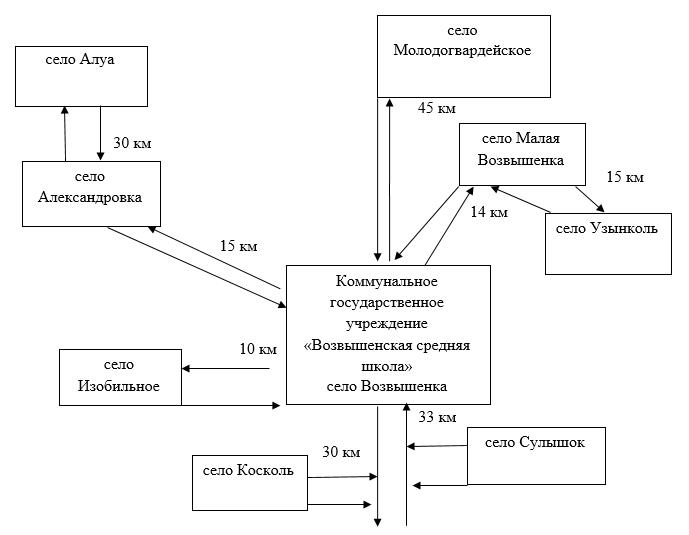 село
Молодогвардейское
село Алуа
45 км
30 км
село Малая
Возвышенка
село
Александровка
15 км
14 км
село Узынколь
15 км
Коммунальное
государственное
учреждение
«Возвышенская средняя
школа»
село Возвышенка
10 км
село
Изобильное
33 км
село Сулышок
30 км
село Косколь